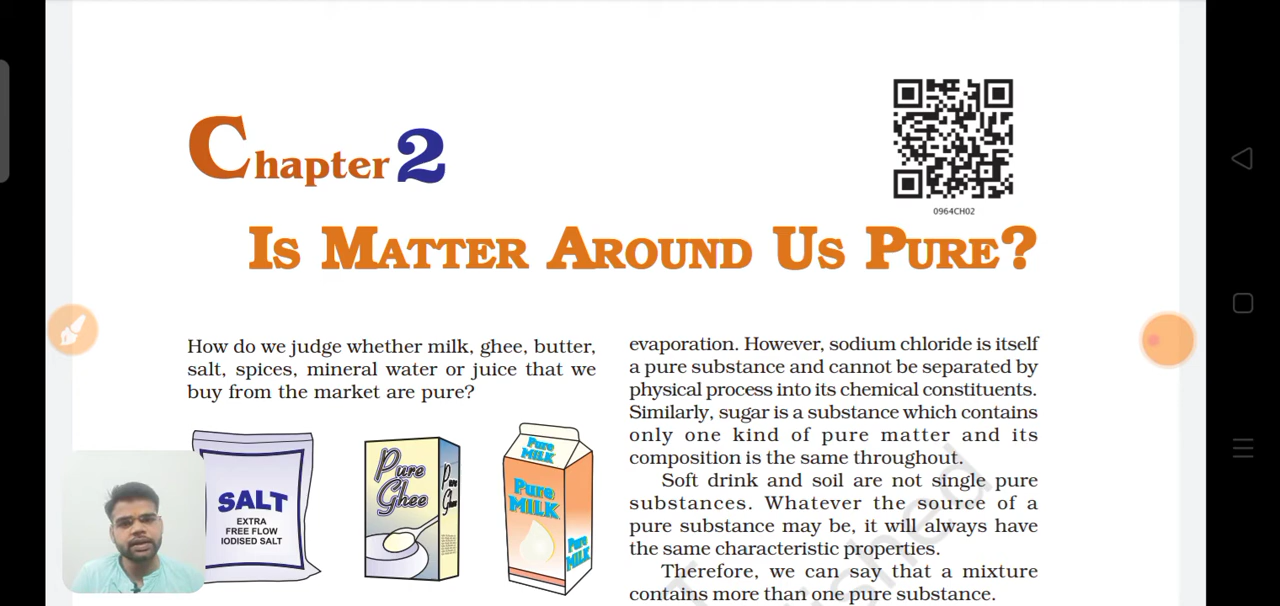 Chapter 2
0964CH02
IS MATTER AROUND US PURE?
How do we judge whether milk, ghee, butter,
salt, spices, mineral water or juice that we
buy from the market are pure?
SALT
EXTRA
FREE FLOW
IODISED SALT
Pure
Ghee
Pure
Ghee
Pure
MILK
Pure
MILK
Pure
MILK
evaporation. However, sodium chloride is itself
a pure substance and cannot be separated by
physical process into its chemical constituents.
Similarly, sugar is a substance which contains
only one kind of pure matter and its
composition is the same throughout.
Soft drink and soil are not single pure
substances. Whatever the source of a
pure substance may be, it will always have
the same characteristic properties.
Therefore, we can say that a mixture
contains more than one pure substance.